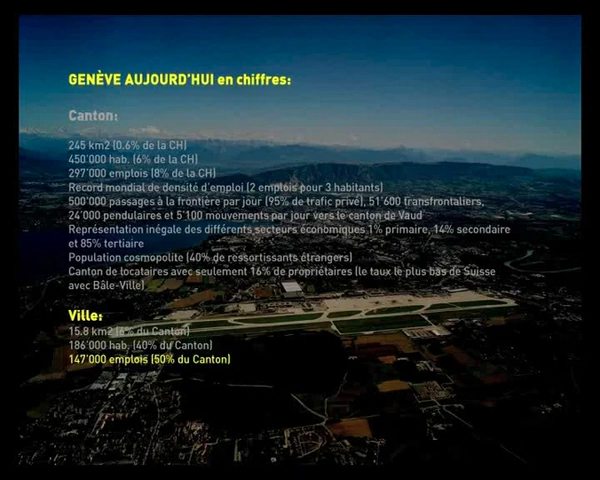 GENÈVE AUJOURD'HUI en chiffres:
Canton:
245 km2 (0.6% de la CH)
450'000 hab. (6% de la CH)
297'000 emplois (8% de la CH)
Record mondial de densité d'emploi (2 emplois pour 3 habitants)
500'000 passages à la frontière par jour (95% de trafic privé), 51'600 transfrontaliers,
24'000 pendulaires et 5'100 mouvements par jour vers le canton de Vaud
Représentation inégale des différents secteurs économiques 1% primaire, 14% secondaire
et 85% tertiaire
Population cosmopolite (40% de ressortissants étrangers)
Canton de locataires avec seulement 16% de propriétaires (le taux le plus bas de Suisse
avec Bâle-Ville)
Ville:
15.8 km2 (6% du Canton)
186'000 hab. (40% du Canton)
147'000 emplois (50% du Canton)